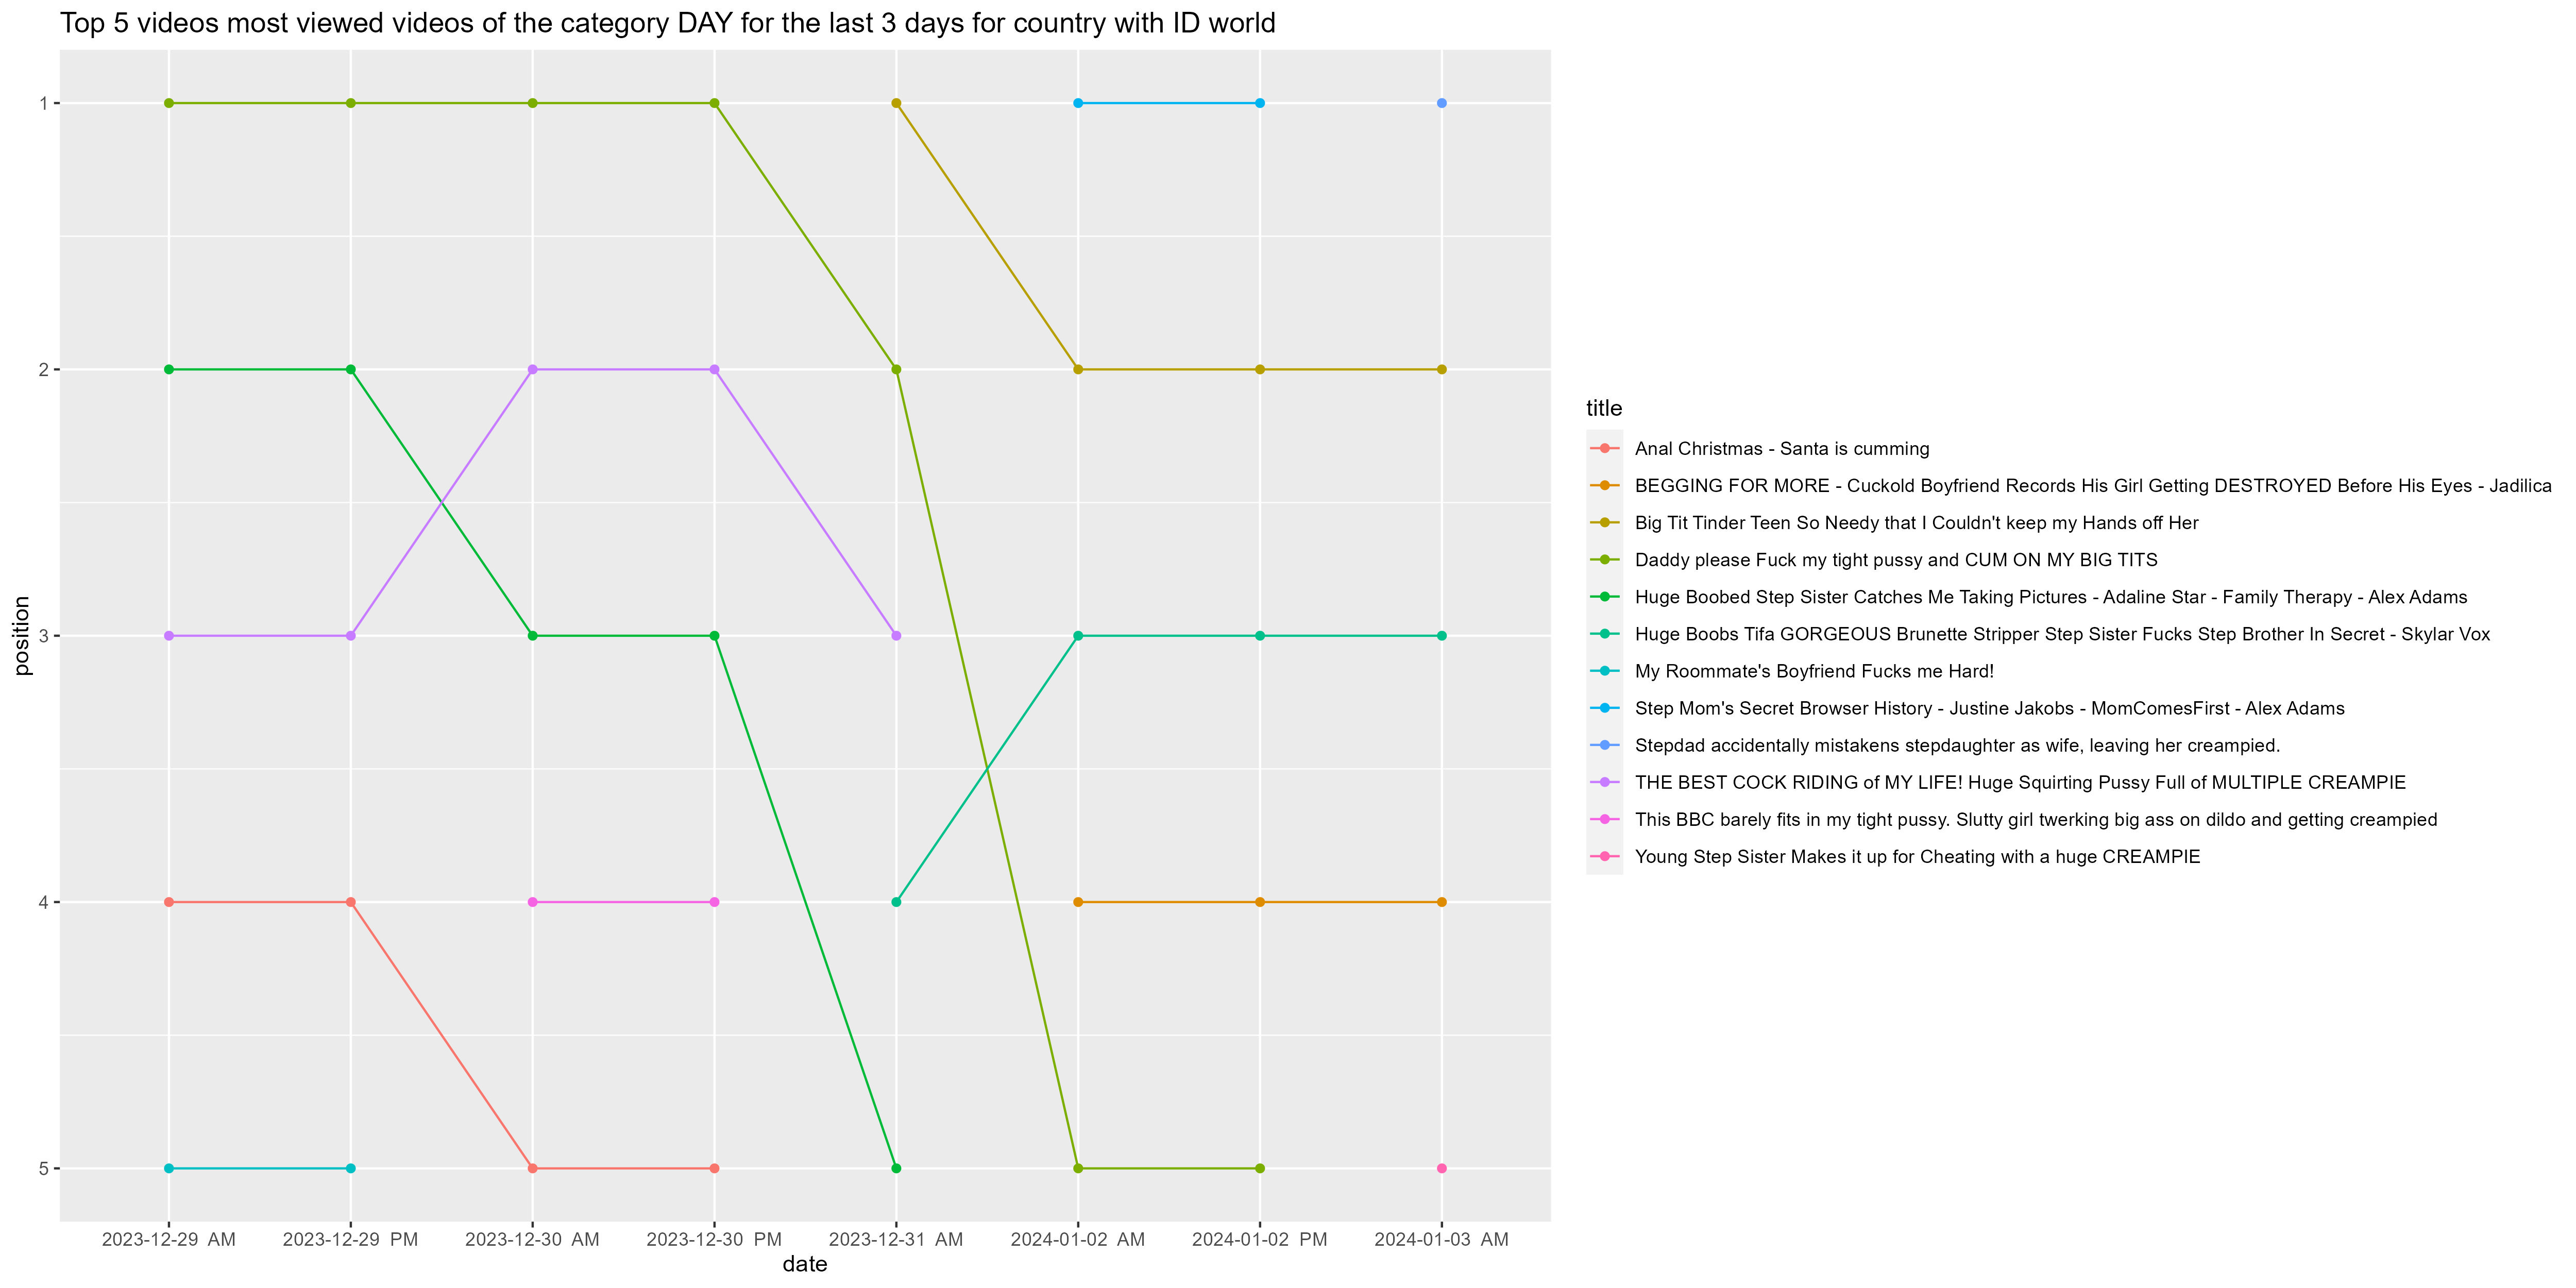 Top 5 videos most viewed videos of the category DAY for the last 3 days for country with ID world
position
1
2
3
4
5
2023-12-29 AM
2023-12-29 PM
2023-12-30 AM
2023-12-30 PM
2023-12-31 AM
2024-01-02 AM
2024-01-02 PM
2024-01-03 AM
date
title
Anal Christmas - Santa is cumming
BEGGING FOR MORE - Cuckold Boyfriend Records His Girl Getting DESTROYED Before His Eyes - Jadilica
Big Tit Tinder Teen So Needy that I Couldn't keep my Hands off Her
Daddy please Fuck my tight pussy and CUM ON MY BIG TITS
Huge Boobed Step Sister Catches Me Taking Pictures - Adaline Star - Family Therapy - Alex Adams
Huge Boobs Tifa GORGEOUS Brunette Stripper Step Sister Fucks Step Brother In Secret - Skylar Vox
My Roommate's Boyfriend Fucks me Hard!
Step Mom's Secret Browser History - Justine Jakobs - MomComesFirst - Alex Adams
Stepdad accidentally mistakens stepdaughter as wife, leaving her creampied.
THE BEST COCK RIDING of MY LIFE! Huge Squirting Pussy Full of MULTIPLE CREAMPIE
This BBC barely fits in my tight pussy. Slutty girl twerking big ass on dildo and getting creampied
Young Step Sister Makes it up for Cheating with a huge CREAMPIE